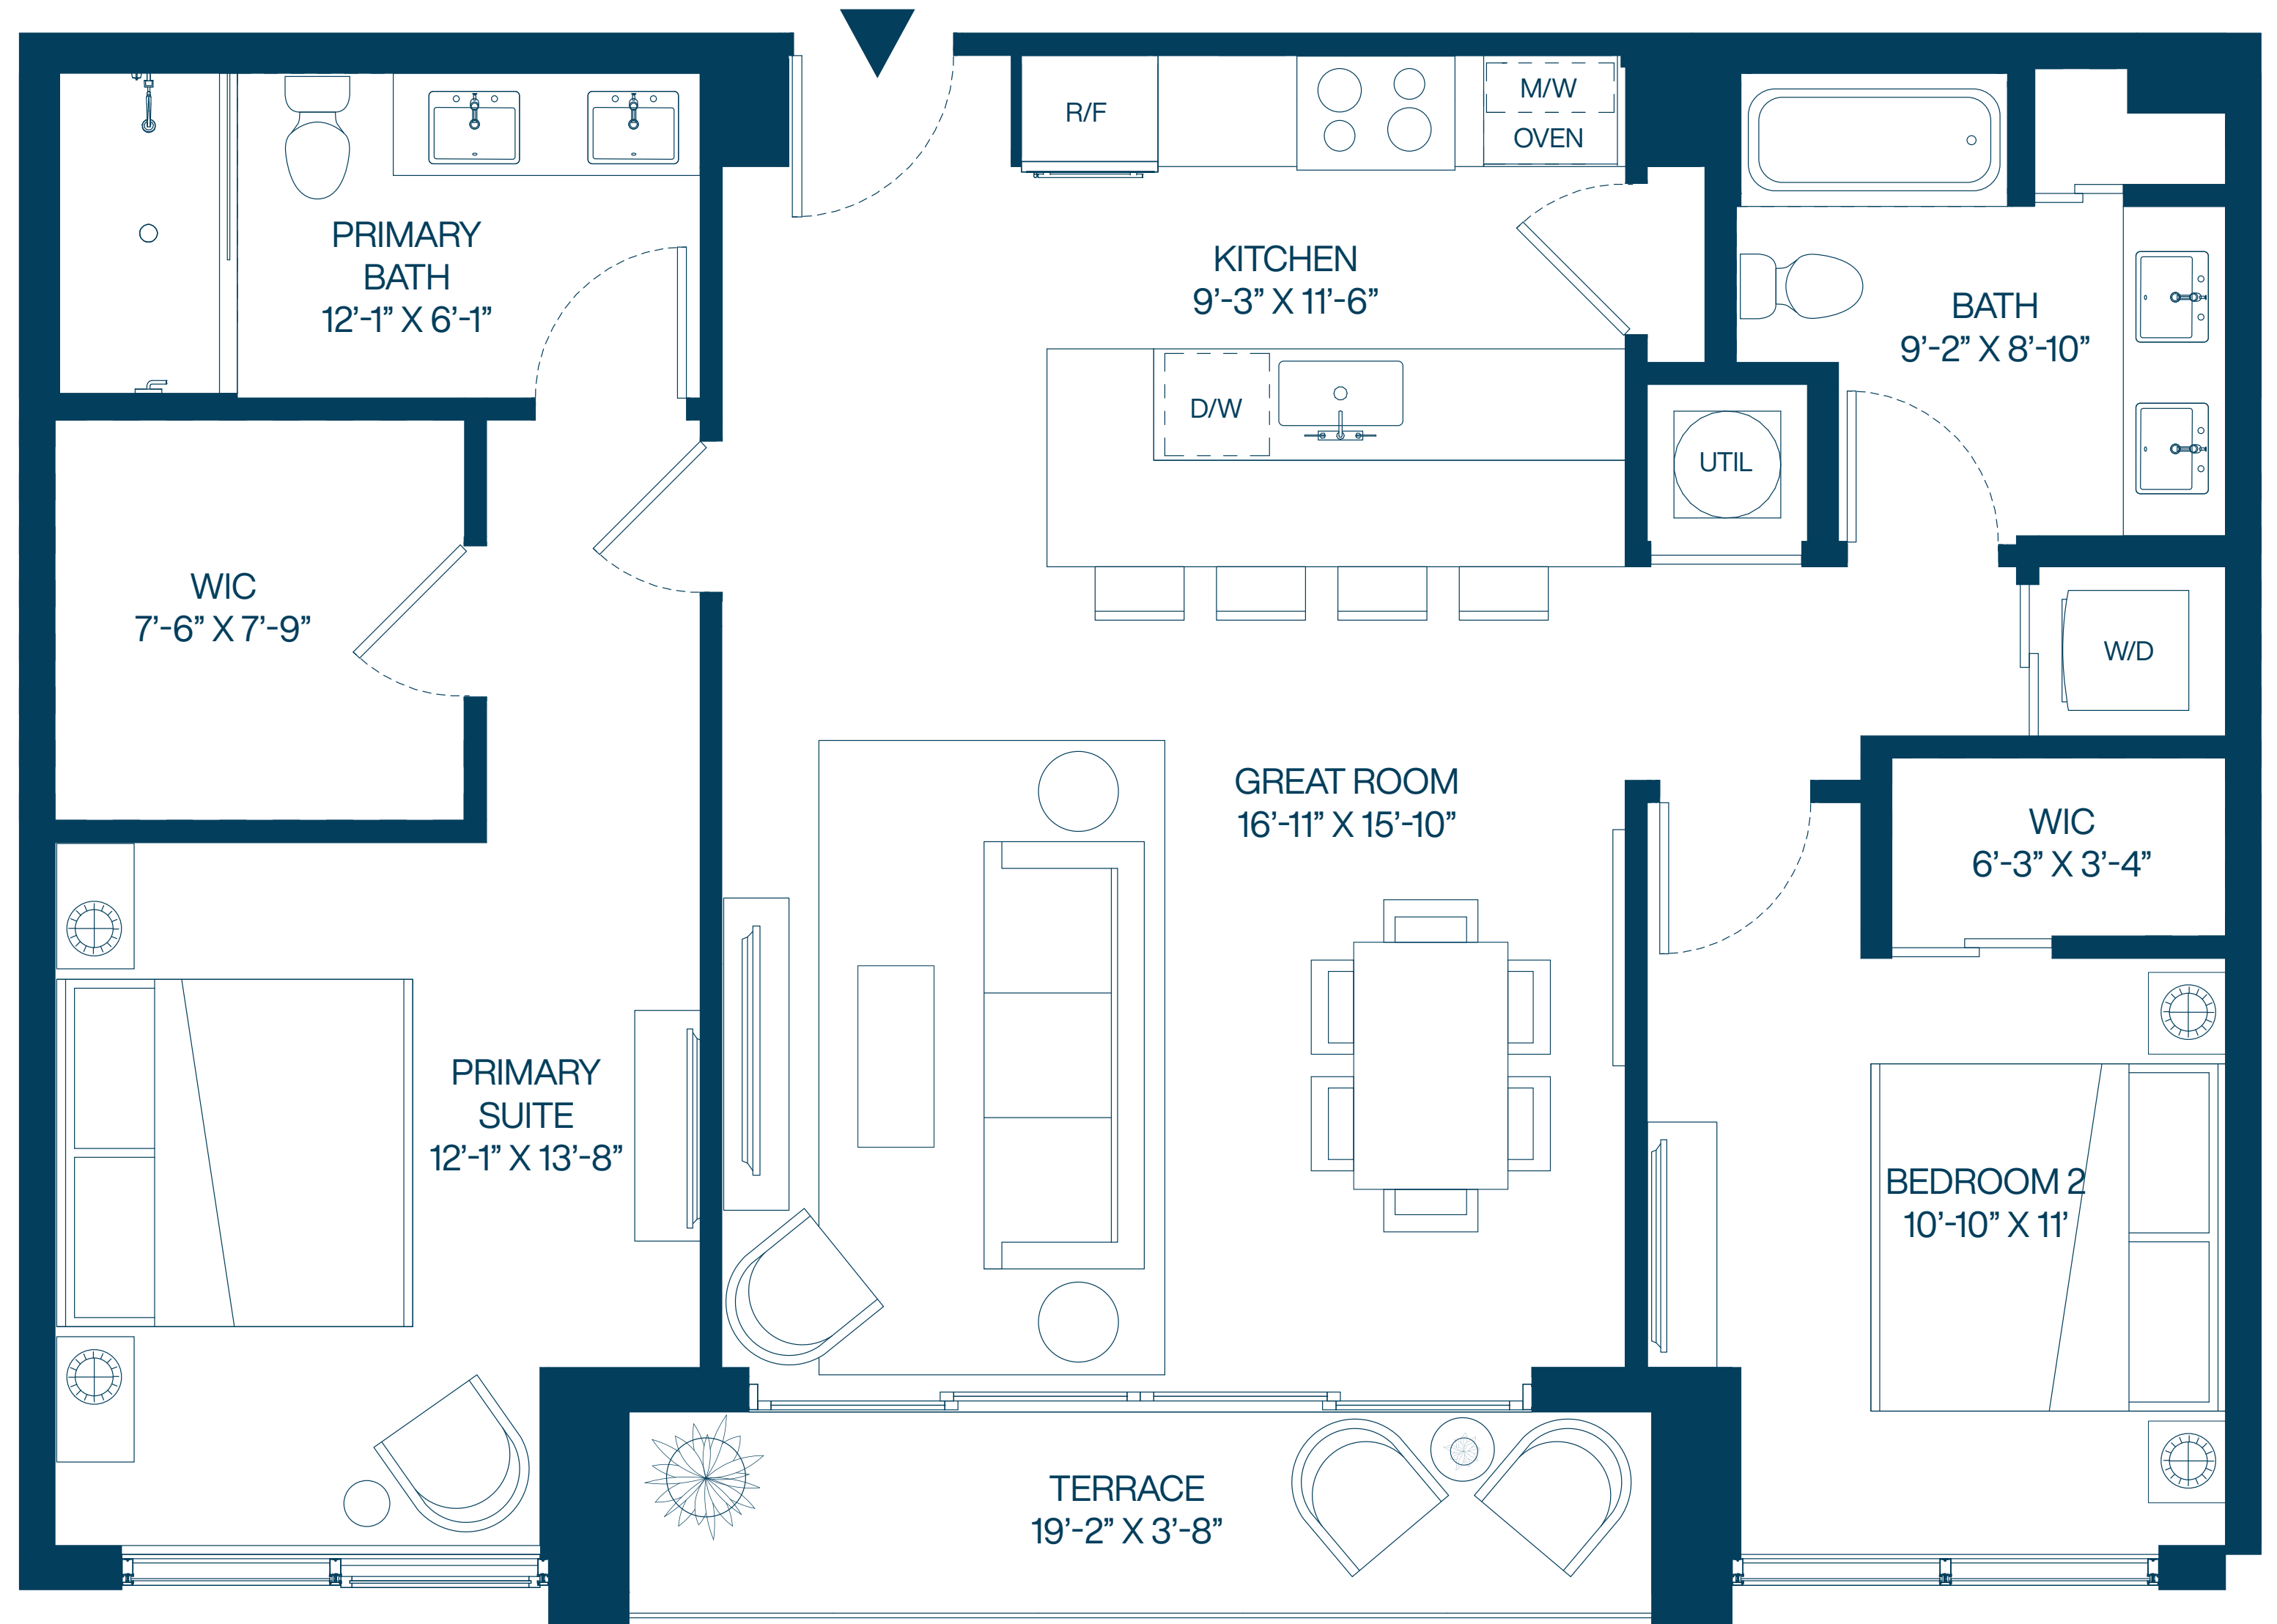 R/F
M/W
OVEN
PRIMARY
BATH
12’-1” X 6’-1”
KITCHEN
9’-3” X 11’-6”
BATH
9’-2” X 8’-10”
D/W
UTIL
WIC
7’-6” X 7’-9”
W/D
GREAT ROOM
16’-11” X 15’-10”
WIC
6’-3” X 3’-4”
PRIMARY
SUITE
12’-1” X 13’-8”
BEDROOM 2
10’-10” X 11’
TERRACE
19’-2” X 3’-8”